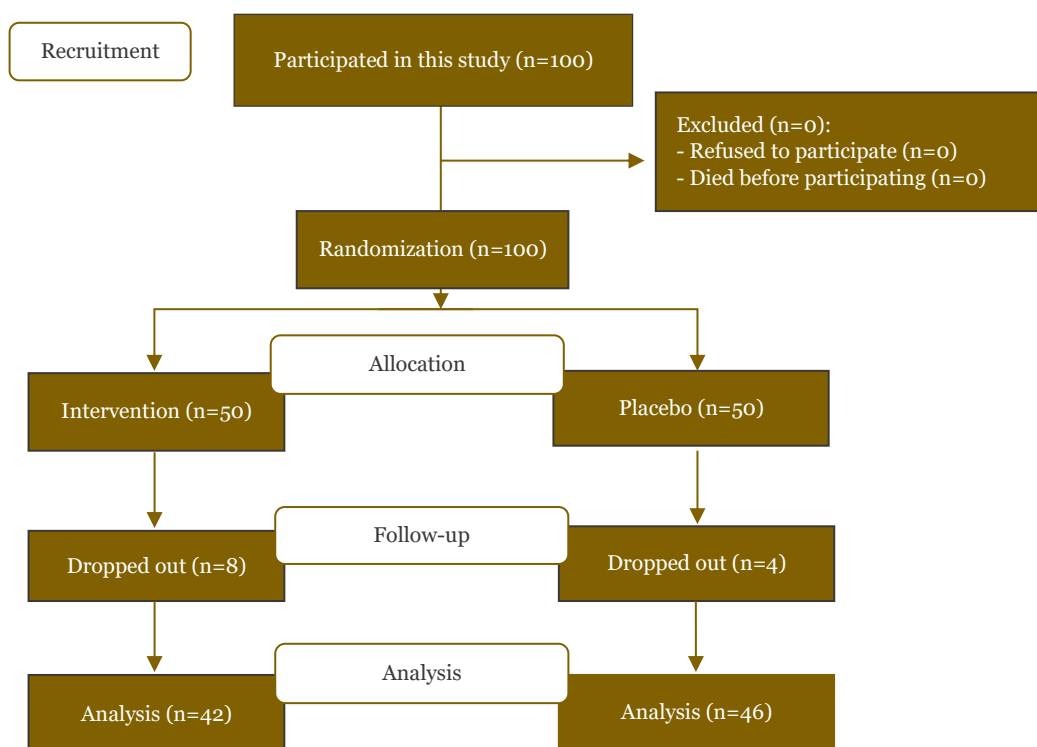 Recruitment
Participated in this study (n=100)
Excluded (n=0):
- Refused to participate (n=0)
- Died before participating (n=0)
Randomization (n=100)
Allocation
Intervention (n=50)
Placebo (n=50)
Follow-up
Dropped out (n=8)
Dropped out (n=4)
Analysis
Analysis (n=42)
Analysis (n=46)